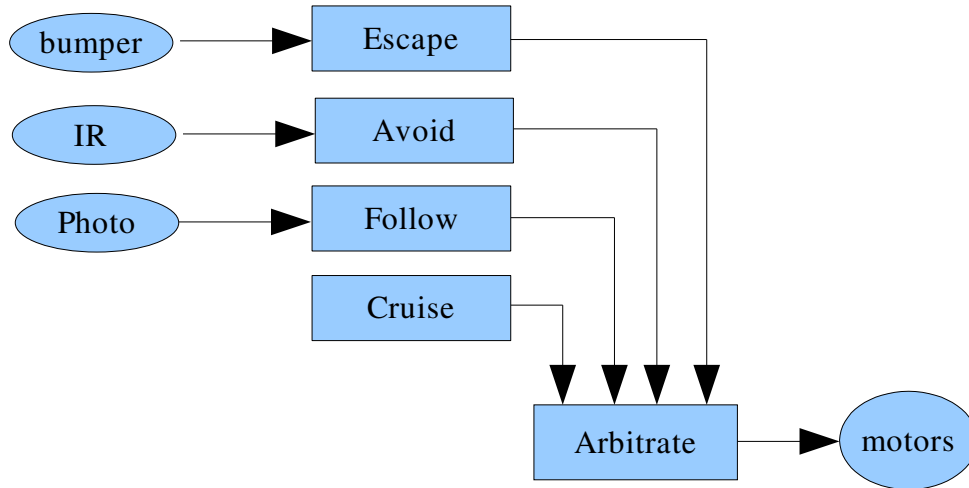 bumper
Escape
IR
Avoid
Photo
Follow
Cruise
Arbitrate
motors